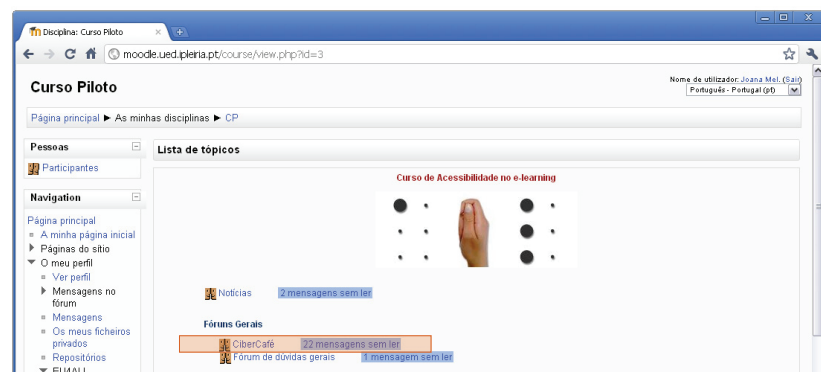 Disciplina: Curso Piloto
moodle.ued.ipleiria.pt/course/view.php?id=3
Curso Piloto
Nome de utilizador: Joana Mel. (Sair)
Português - Portugal (pt)
Página principal ► As minhas disciplinas ► CP
Pessoas
Participantes
Navigation
Página principal
A minha página inicial
Páginas do sítio
O meu perfil
Ver perfil
Mensagens no
fórum
Mensagens
Os meus ficheiros
privados
Repositórios
EU4ALL
Lista de tópicos
Curso de Acessibilidade no e-learning
Notícias 2 mensagens sem ler
Fóruns Gerais
CiberCafé 22 mensagens sem ler
Fórum de dúvidas gerais 1 mensagem sem ler